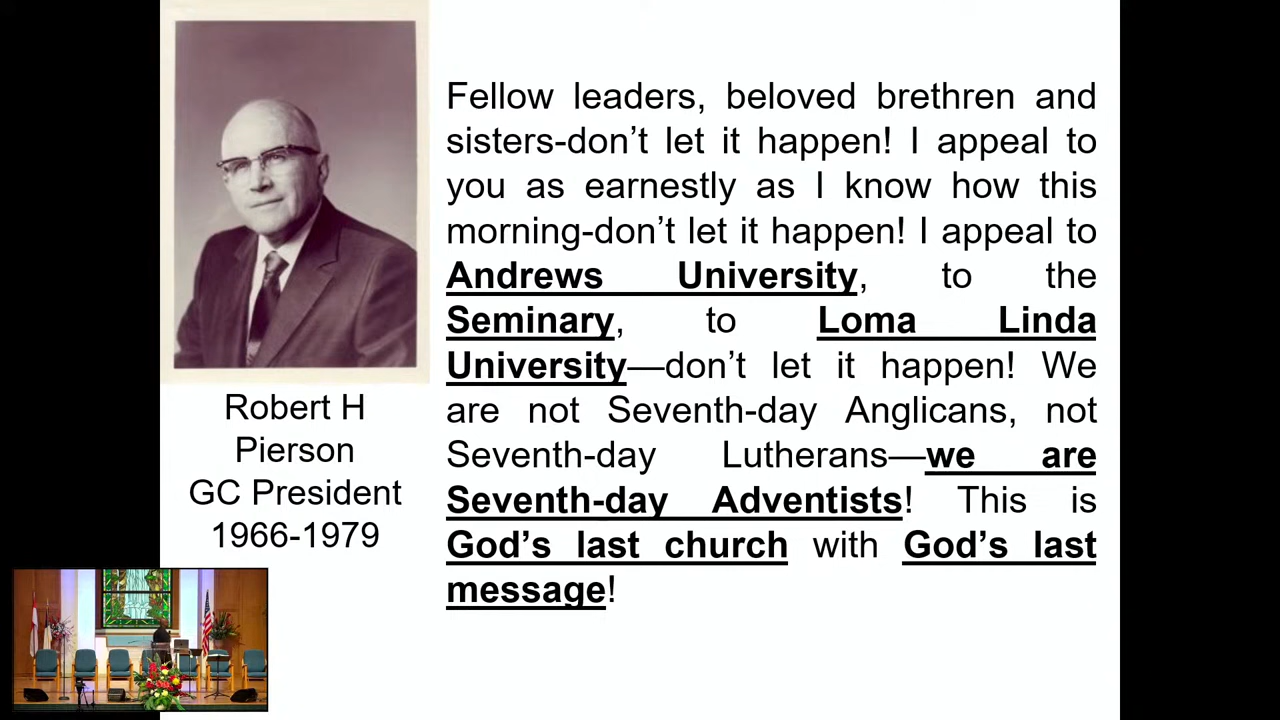 Fellow leaders, beloved brethren and
sisters-don't let it happen! I appeal to
you as earnestly as I know how this
morning-don't let it happen! I appeal to
Andrews University, to the
Seminary, to Loma Linda
University—don't let it happen! We
are not Seventh-day Anglicans, not
Seventh-day Lutherans—we are
Seventh-day Adventists! This is
God's last church with God's last
message!
Robert H
Pierson
GC President
1966-1979